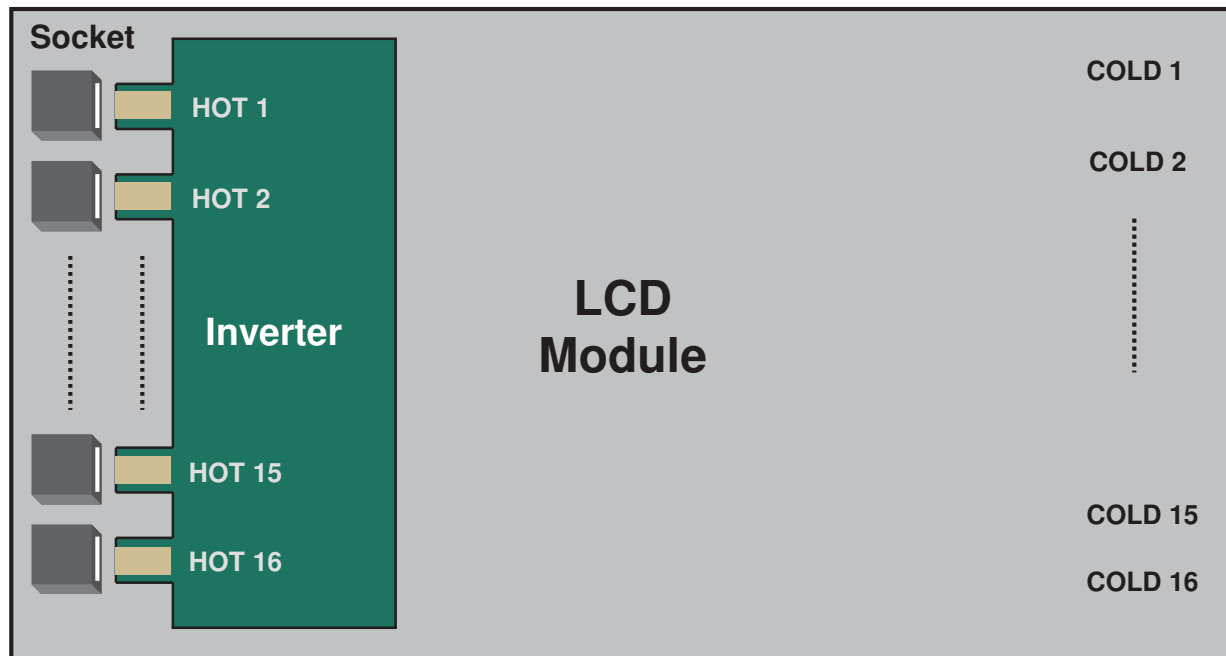 Socket
COLD 1
HOT 1
COLD 2
HOT 2
LCD
Module
Inverter
HOT 15
COLD 15
HOT 16
COLD 16